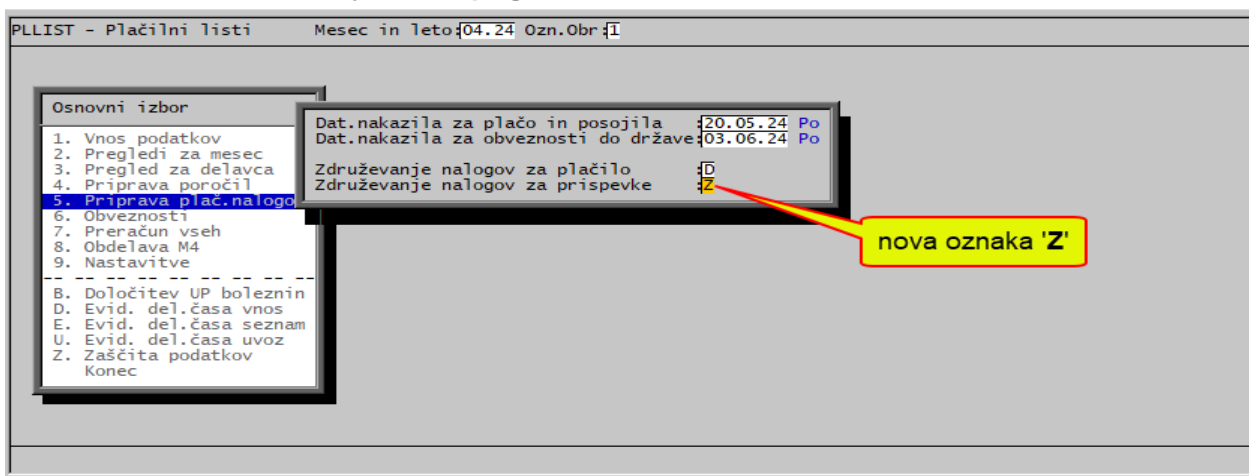 PLLIST - Plačilni listi Mesec in leto:04.24 Ozn.Obr:1
Osnovni izbor
1. Vnos podatkov
2. Pregledi za mesec
3. Pregled za delavca
4. Priprava poročil
5. Priprava plač.nalogo
6. Obveznosti
7. Preračun vseh
8. Obdelava M4
9. Nastavitve
-- -- -- -- -- -- -- --
B. Določitev UP boleznin
D. Evid. del.časa vnos
E. Evid. del.časa seznam
U. Evid. del.časa uvoz
Z. Zaščita podatkov
Konec
Dat.nakazila za plačo in posojila :20.05.24 Po
Dat.nakazila za obveznosti do države:03.06.24 Po
Združevanje nalogov za plačilo :D
Združevanje nalogov za prispevke :Z
nova oznaka 'Z'